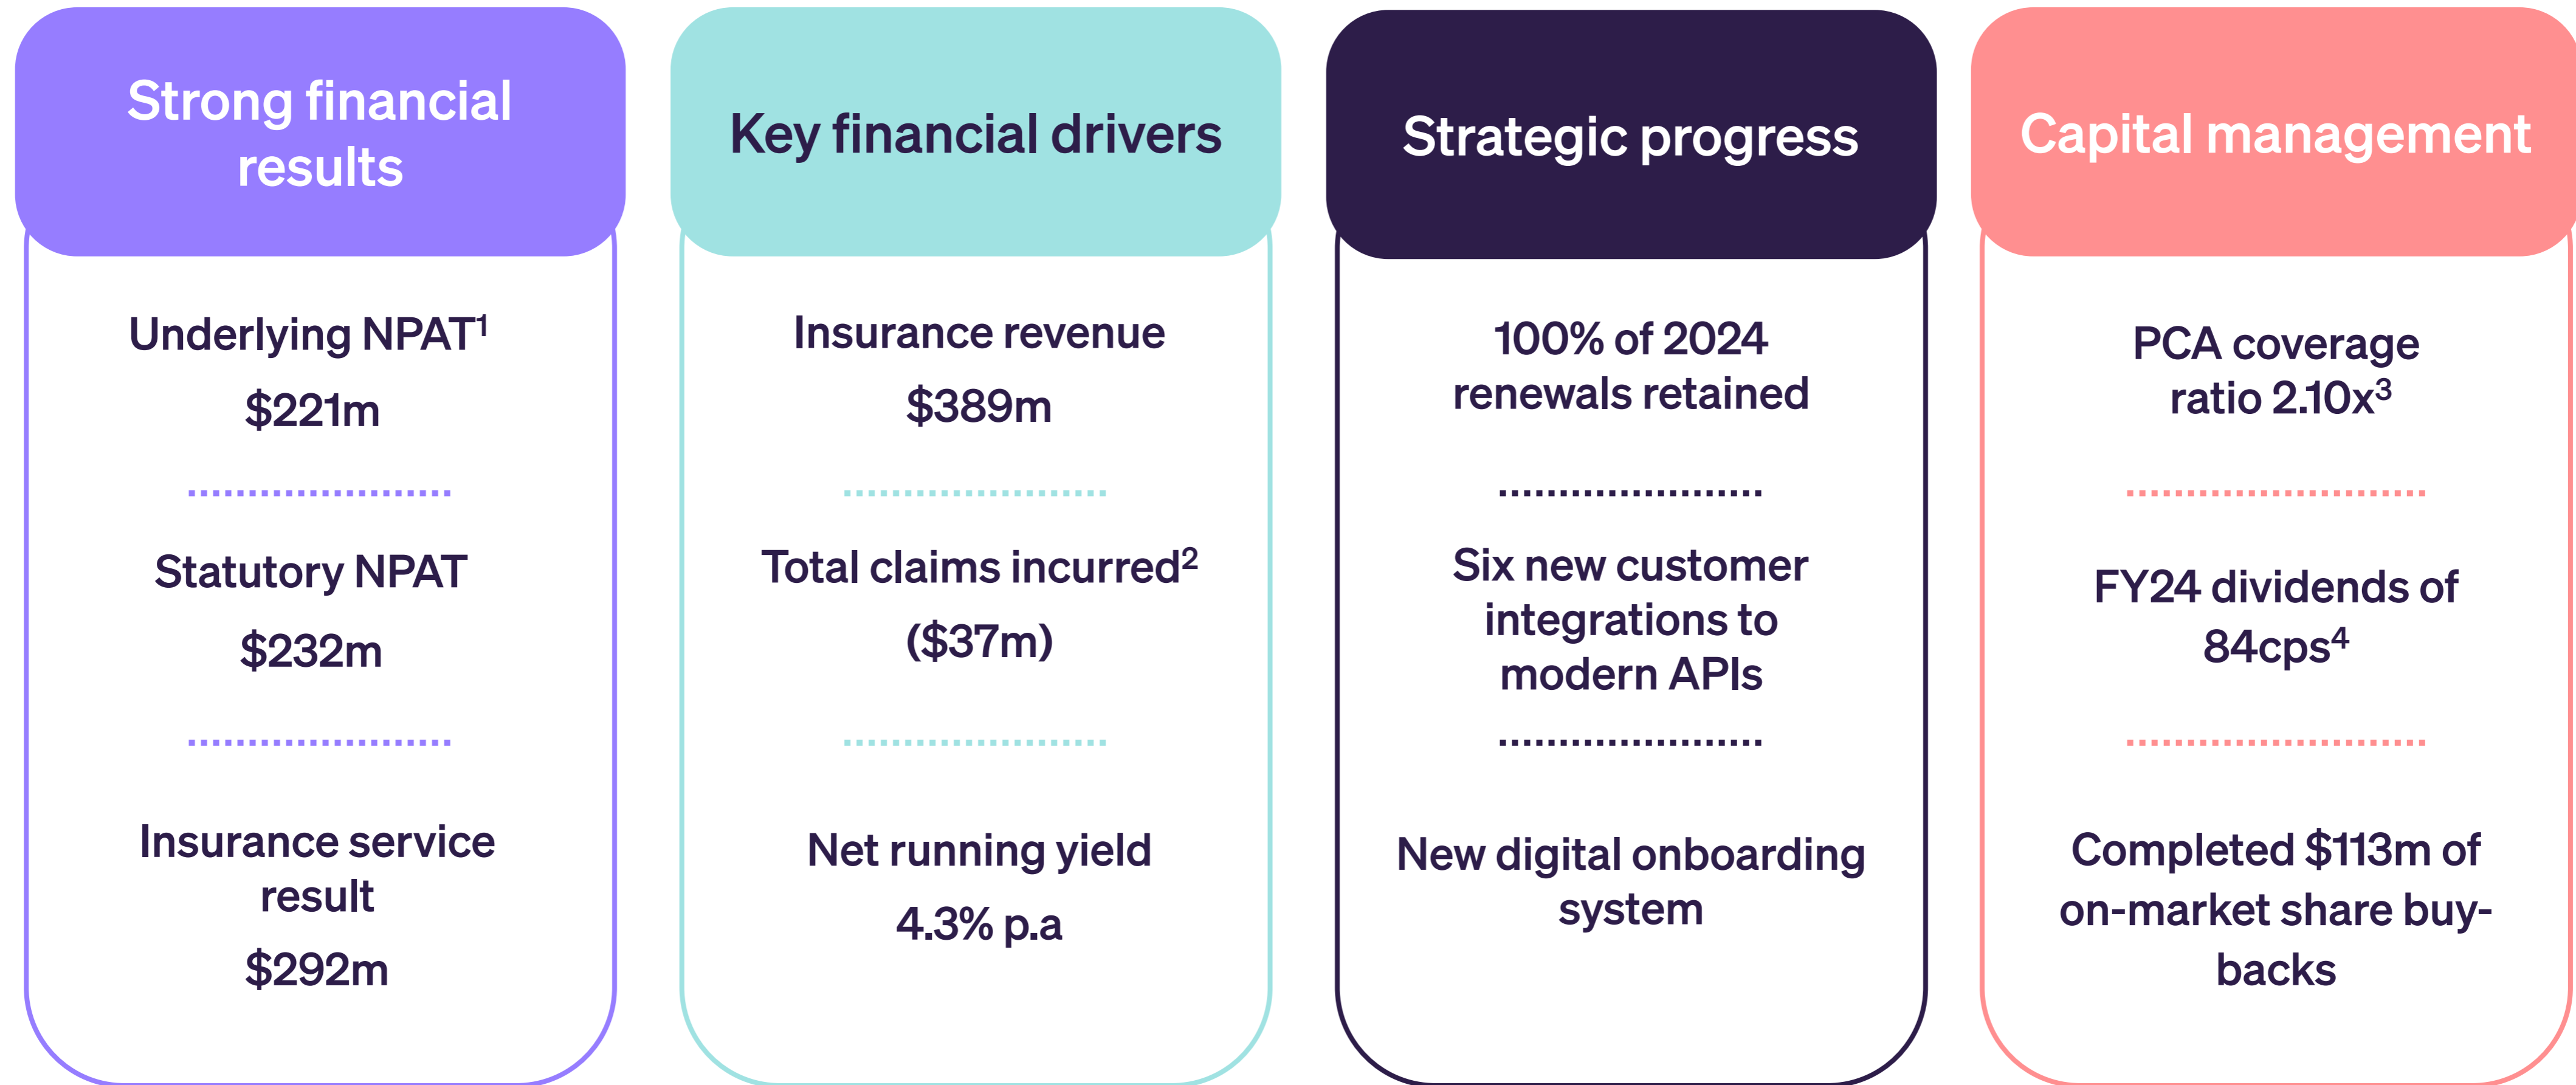 Strong financial
results
Underlying NPAT¹
$221m
Statutory NPAT
$232m
Insurance service
result
$292m
Key financial drivers
Insurance revenue
$389m
Total claims incurred²
($37m)
Net running yield
4.3% p.a
Strategic progress
100% of 2024
renewals retained
Six new customer
integrations to
modern APIs
New digital onboarding
system
Capital management
PCA coverage
ratio 2.10x³
FY24 dividends of
84cps⁴
Completed $113m of
on-market share buy-
backs